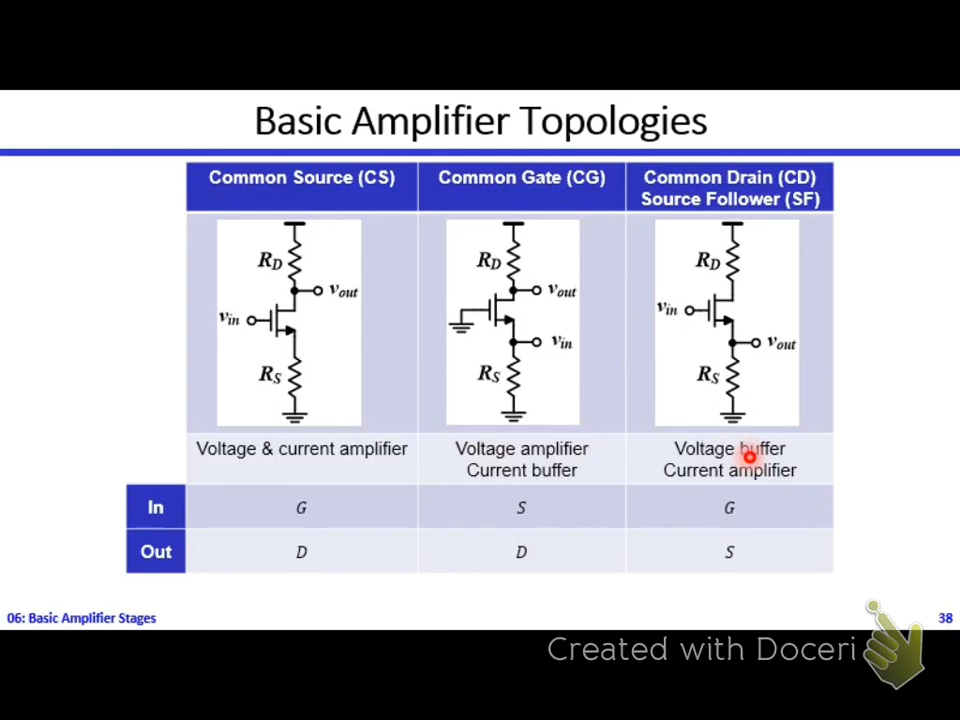 Basic Amplifier Topologies
Common Source (CS)
Common Gate (CG)
Common Drain (CD)
Source Follower (SF)
RD
vout
vin
RS
RD
vout
vin
RS
RD
vin
vout
RS
Voltage & current amplifier
Voltage amplifier
Current buffer
Voltage buffer
Current amplifier
In G S G
Out D D S
06: Basic Amplifier Stages
38
Created with Doceri